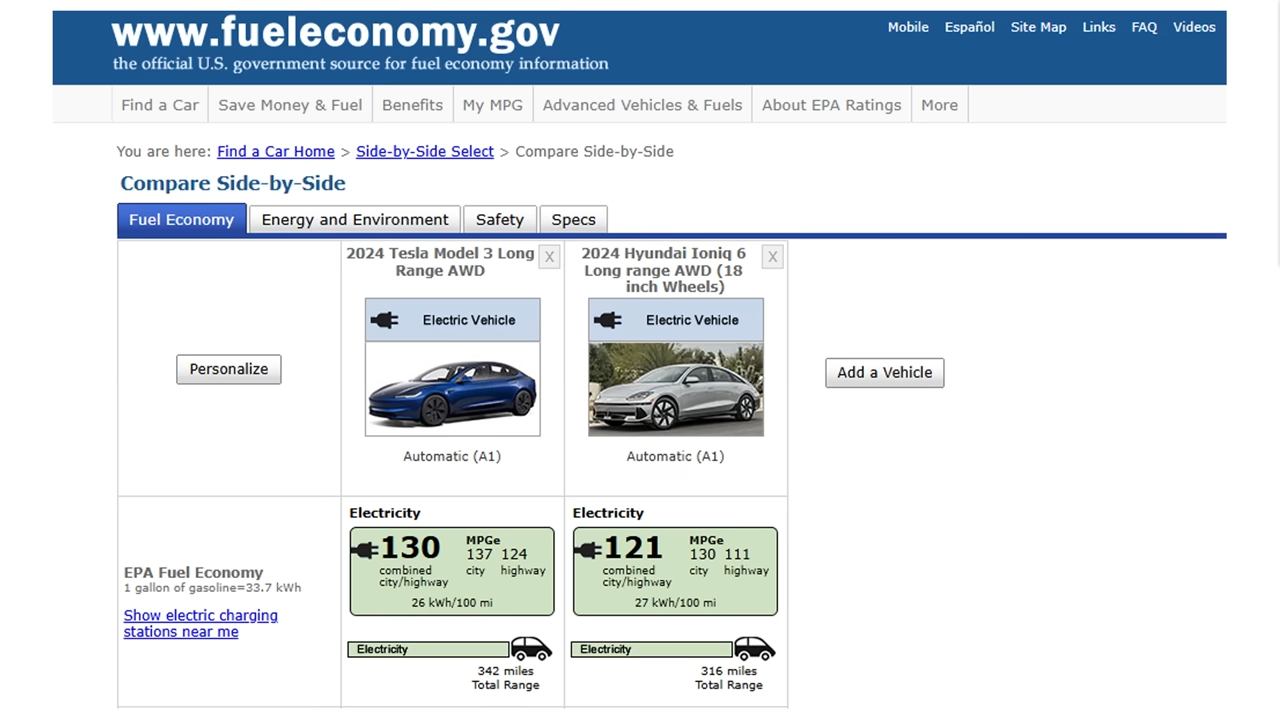 www.fueleconomy.gov
the official U.S. government source for fuel economy information
Mobile Español Site Map Links FAQ Videos
Find a Car Save Money & Fuel Benefits My MPG Advanced Vehicles & Fuels About EPA Ratings More
You are here: Find a Car Home > Side-by-Side Select > Compare Side-by-Side
Compare Side-by-Side
Fuel Economy Energy and Environment Safety Specs
Personalize
2024 Tesla Model 3 Long
Range AWD
X
Electric Vehicle
Automatic (A1)
2024 Hyundai Ioniq 6
Long range AWD (18
inch Wheels)
X
Electric Vehicle
Automatic (A1)
Add a Vehicle
EPA Fuel Economy
1 gallon of gasoline=33.7 kWh
Show electric charging
stations near me
Electricity
130
combined
city/highway
MPGe
137 124
city highway
26 kWh/100 mi
Electricity
342 miles
Total Range
Electricity
121
combined
city/highway
MPGe
130 111
city highway
27 kWh/100 mi
Electricity
316 miles
Total Range